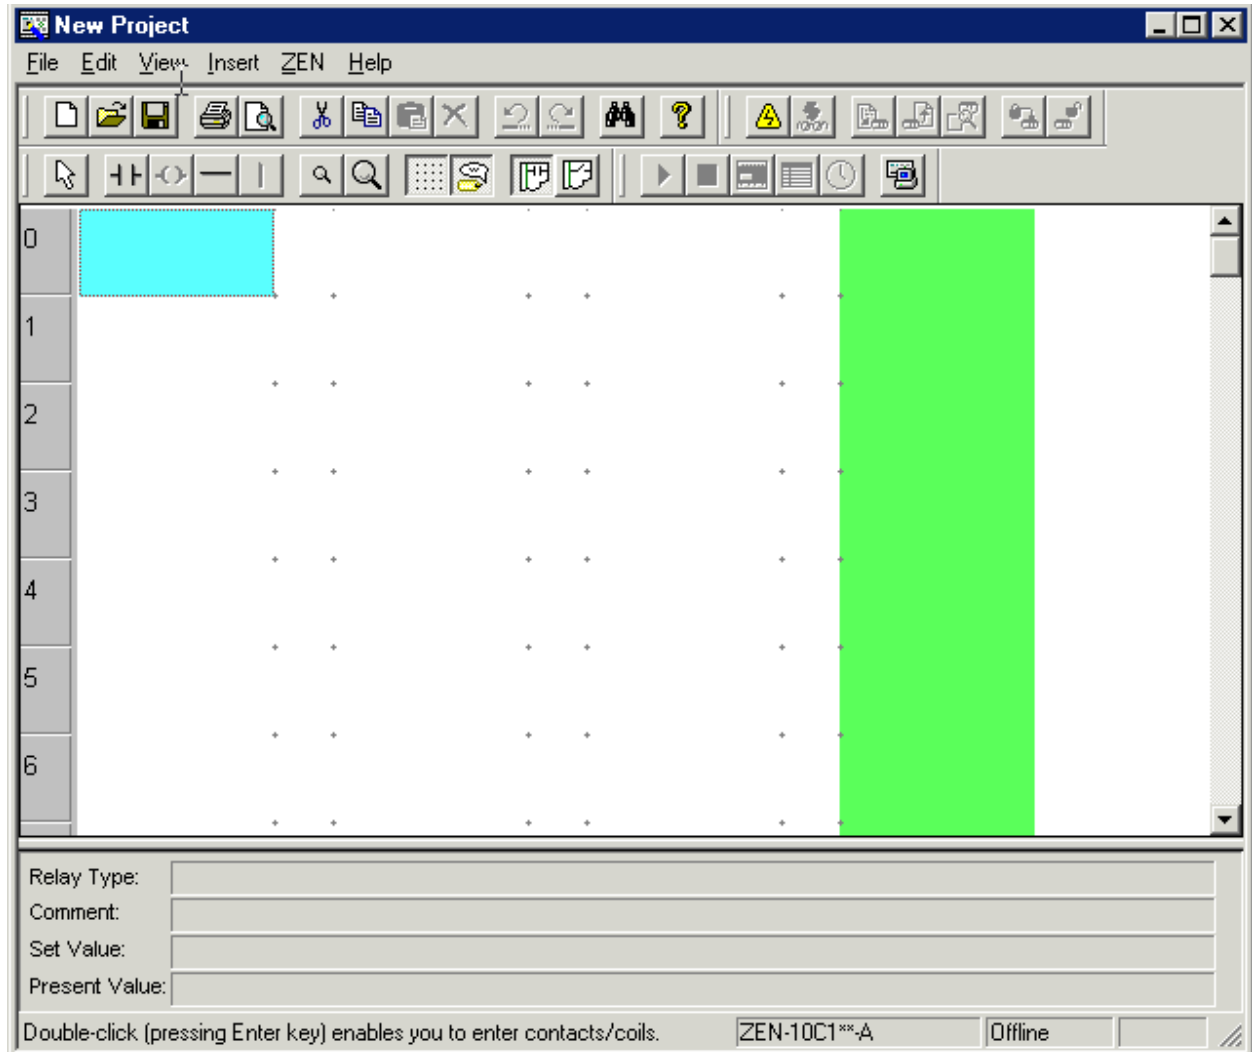 New Project
File Edit View Insert ZEN Help
0
1
2
3
4
5
6
Relay Type:
Comment:
Set Value:
Present Value:
Double-click (pressing Enter key) enables you to enter contacts/coils. ZEN-10C1**-A Offline